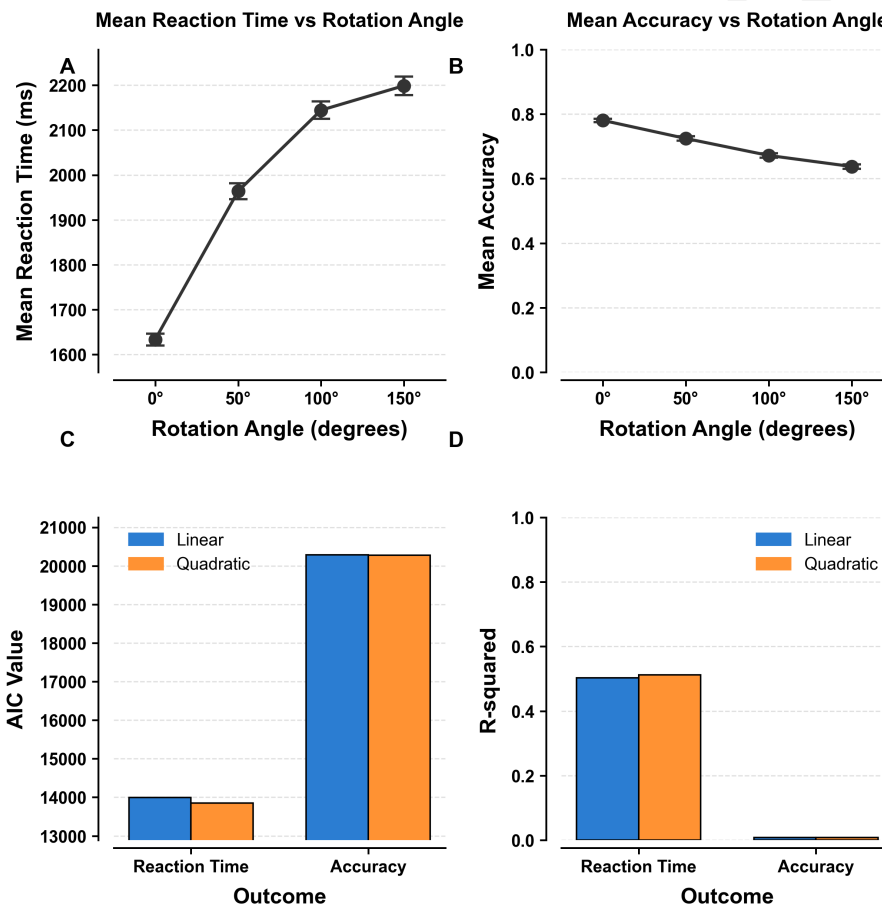 Mean Reaction Time vs Rotation Angle
A
2200
2100
2000
1900
1800
1700
1600
Mean Reaction Time (ms)
0° 50° 100° 150°
Rotation Angle (degrees)
Mean Accuracy vs Rotation Angle
B
1.0
0.8
0.6
0.4
0.2
0.0
Mean Accuracy
0° 50° 100° 150°
Rotation Angle (degrees)
C
21000
20000
19000
18000
17000
16000
15000
14000
13000
AIC Value
Linear
Quadratic
Reaction Time Accuracy
Outcome
D
1.0
0.8
0.6
0.4
0.2
0.0
R-squared
Linear
Quadratic
Reaction Time Accuracy
Outcome